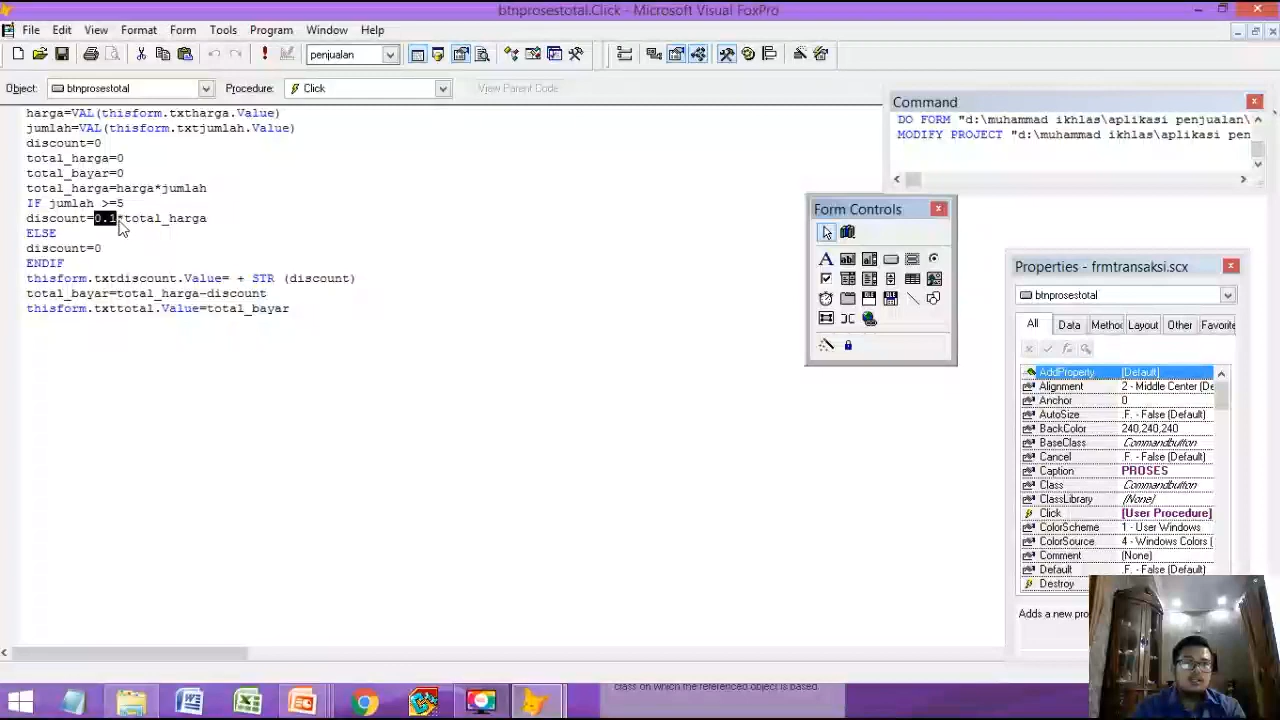 btnprosestotal.Click - Microsoft Visual FoxPro
File Edit View Format Form Tools Program Window Help
penjualan
Object: btnprosestotal Procedure: Click View Parent Code
harga=VAL(thisform.txtharga.Value)
jumlah=VAL(thisform.txtjumlah.Value)
discount=0
total_harga=0
total_bayar=0
total_harga=harga*jumlah
IF jumlah >=5
discount=0.1*total_harga
ELSE
discount=0
ENDIF
thisform.txtdiscount.Value= + STR (discount)
total_bayar=total_harga-discount
thisform.txttotal.Value=total_bayar
Command
DO FORM "d:\muhammad ikhlas\aplikasi penjualan\
MODIFY PROJECT "d:\muhammad ikhlas\aplikasi pen
Form Controls
Properties - frmtransaksi.scx
btnprosestotal
All Data Method Layout Other Favorite
AddProperty [Default]
Alignment 2 - Middle Center (De
Anchor 0
AutoSize .F. - False (Default)
BackColor 240,240,240
BaseClass Commandbutton
Cancel .F. - False (Default)
Caption PROSES
Class Commandbutton
ClassLibrary (None)
Click [User Procedure]
ColorScheme 1 - User Windows
ColorSource 4 - Windows Colors (
Comment (None)
Default .F. - False (Default)
Destroy
Adds a new pro
class on which the referenced object is based.